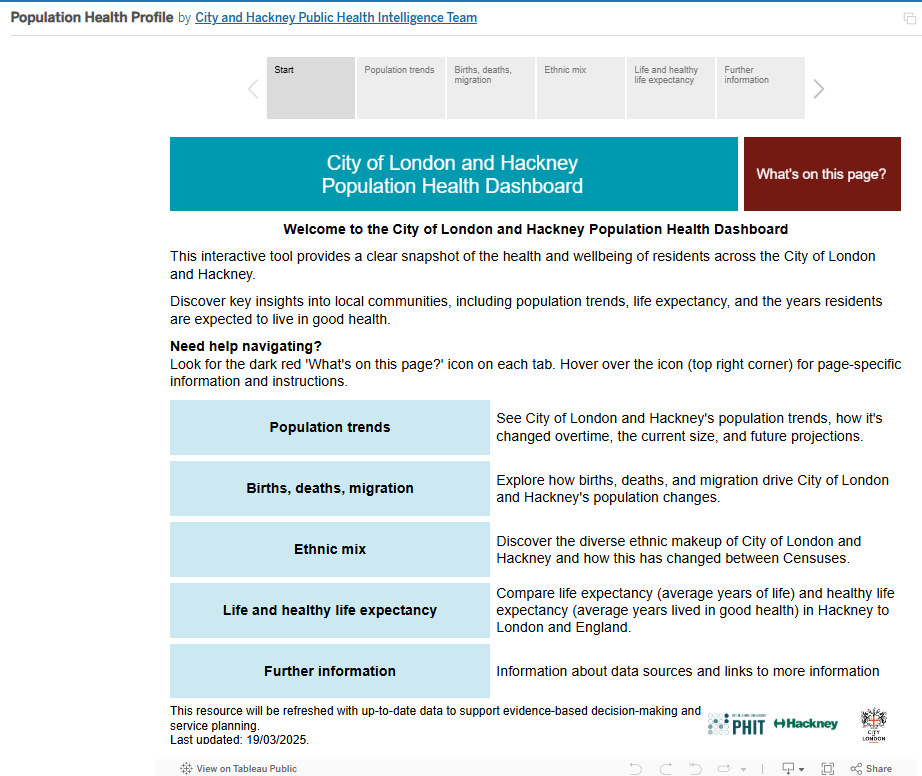 Population Health Profile by City and Hackney Public Health Intelligence Team
Start
Population trends
Births, deaths,
migration
Ethnic mix
Life and healthy
life expectancy
Further
information
City of London and Hackney
Population Health Dashboard
What's on this page?
Welcome to the City of London and Hackney Population Health Dashboard
This interactive tool provides a clear snapshot of the health and wellbeing of residents across the City of London
and Hackney.
Discover key insights into local communities, including population trends, life expectancy, and the years residents
are expected to live in good health.
Need help navigating?
Look for the dark red 'What's on this page?' icon on each tab. Hover over the icon (top right corner) for page-specific
information and instructions.
Population trends
See City of London and Hackney's population trends, how it's
changed overtime, the current size, and future projections.
Births, deaths, migration
Explore how births, deaths, and migration drive City of London
and Hackney's population changes.
Ethnic mix
Discover the diverse ethnic makeup of City of London and
Hackney and how this has changed between Censuses.
Life and healthy life expectancy
Compare life expectancy (average years of life) and healthy life
expectancy (average years lived in good health) in Hackney to
London and England.
Further information
Information about data sources and links to more information
This resource will be refreshed with up-to-date data to support evidence-based decision-making and
service planning.
Last updated: 19/03/2025.
PHIT
Hackney
THE
CITY
OF
LONDON
View on Tableau Public
Share